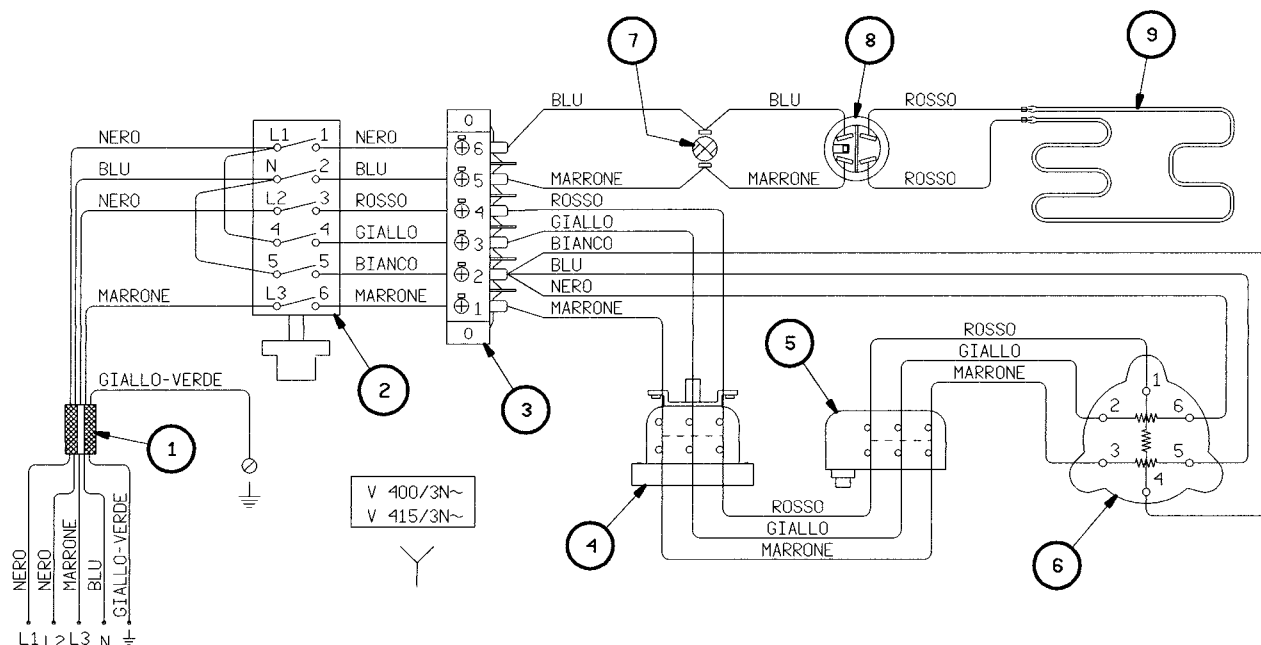 7
8
9
BLU
BLU
ROSSO
0
NERO
L1
1
NERO
6
BLU
N
2
BLU
5
MARRONE
MARRONE
ROSSO
NERO
L2
3
ROSSO
4
ROSSO
4
4
GIALLO
3
GIALLO
5
5
BIANCO
2
BIANCO
BLU
NERO
MARRONE
L3
6
MARRONE
1
MARRONE
0
ROSSO
GIALLO
MARRONE
5
2
3
GIALLO-VERDE
1
1
2
6
3
5
4
V 400/3N~
V 415/3N~
ROSSO
GIALLO
MARRONE
4
6
NERO
NERO
MARRONE
BLU
GIALLO-VERDE
L1
L2
L3
N